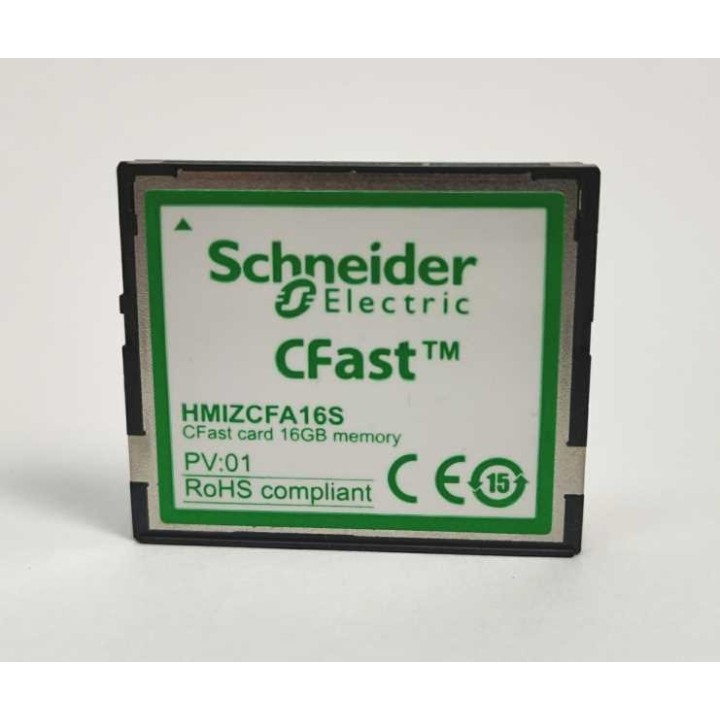 Schneider
Electric
CFast™
HMIZCFA16S
CFast card 16GB memory
PV:01
RoHS compliant
CE
15